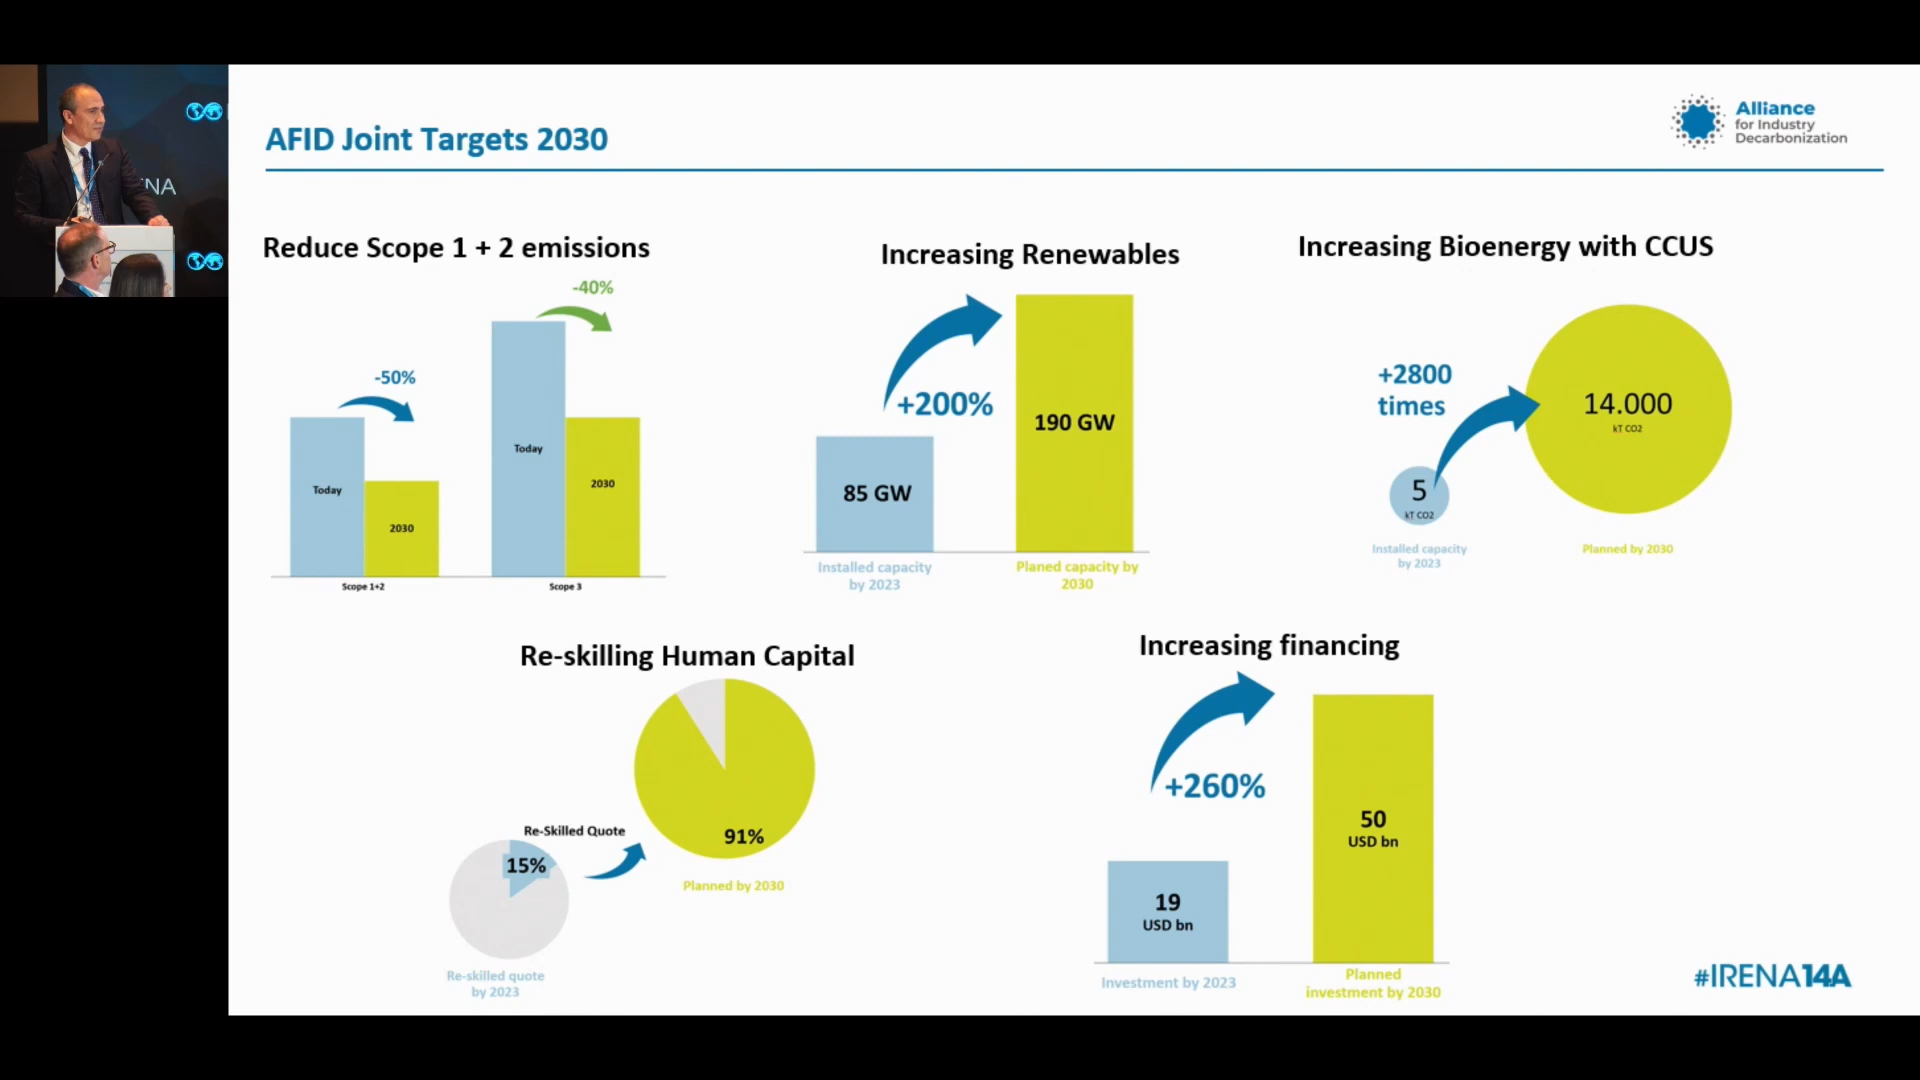 AFID Joint Targets 2030
Alliance
for Industry
Decarbonization
NA
Reduce Scope 1 + 2 emissions
-40%
-50%
Today
2030
Today
2030
Scope 1+2
Scope 3
Increasing Renewables
+200%
85 GW
190 GW
Installed capacity
by 2023
Planed capacity by
2030
Increasing Bioenergy with CCUS
+2800
times
5
kT CO2
14.000
kT CO2
Installed capacity
by 2023
Planned by 2030
Re-skilling Human Capital
Re-Skilled Quote
15%
91%
Re-skilled quote
by 2023
Planned by 2030
Increasing financing
+260%
19
USD bn
50
USD bn
Investment by 2023
Planned
investment by 2030
#IRENA14A